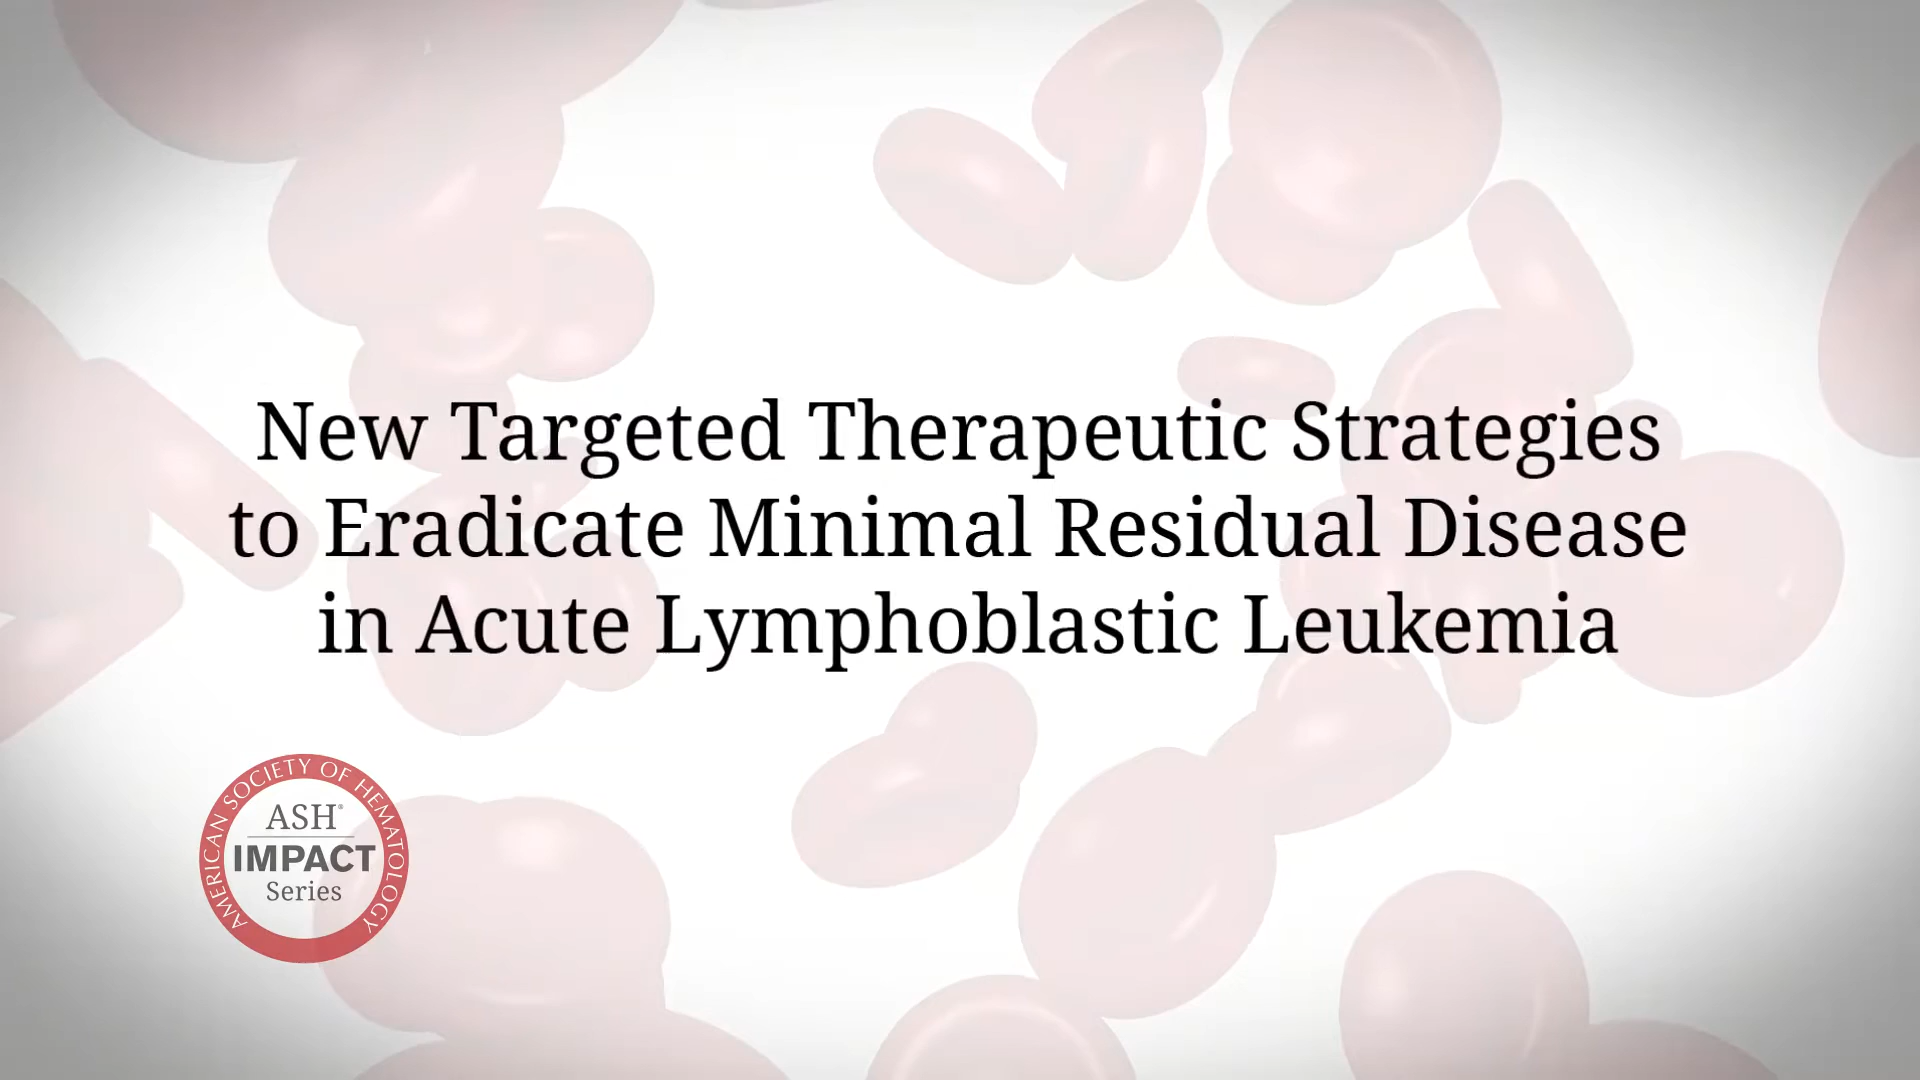 New Targeted Therapeutic Strategies
to Eradicate Minimal Residual Disease
in Acute Lymphoblastic Leukemia
AMERICAN SOCIETY OF HEMATOLOGY
ASH®
IMPACT
Series